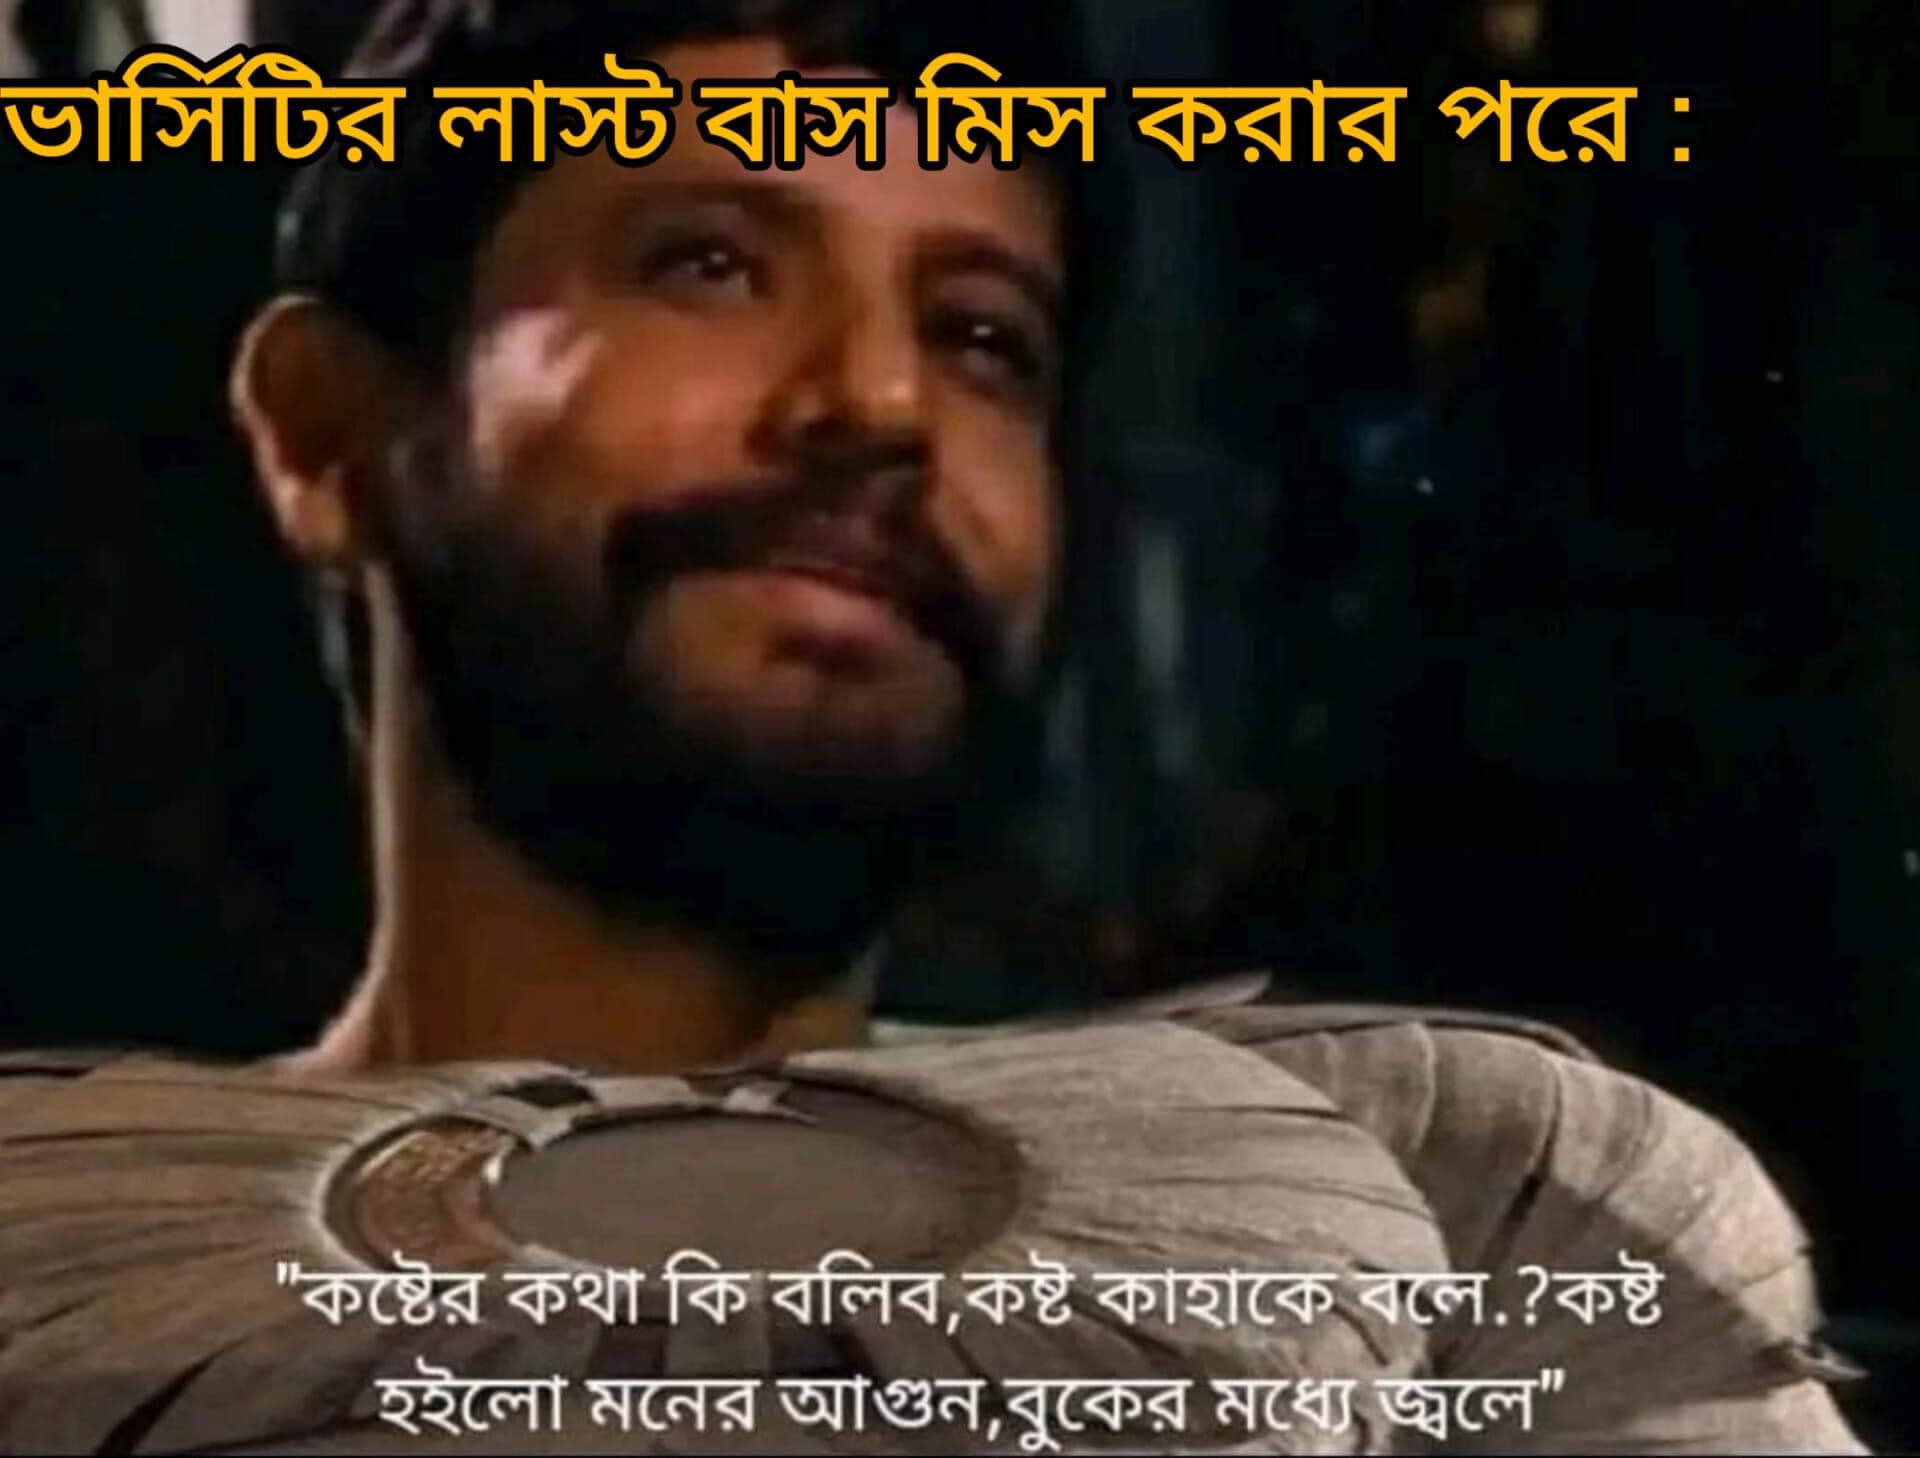 ভার্সিটির লাস্ট বাস মিস করার পরে :
"কষ্টের কথা কি বলিব,কষ্ট কাহাকে বলে.?কষ্ট
হইলো মনের আগুন,বুকের মধ্যে জ্বলে"